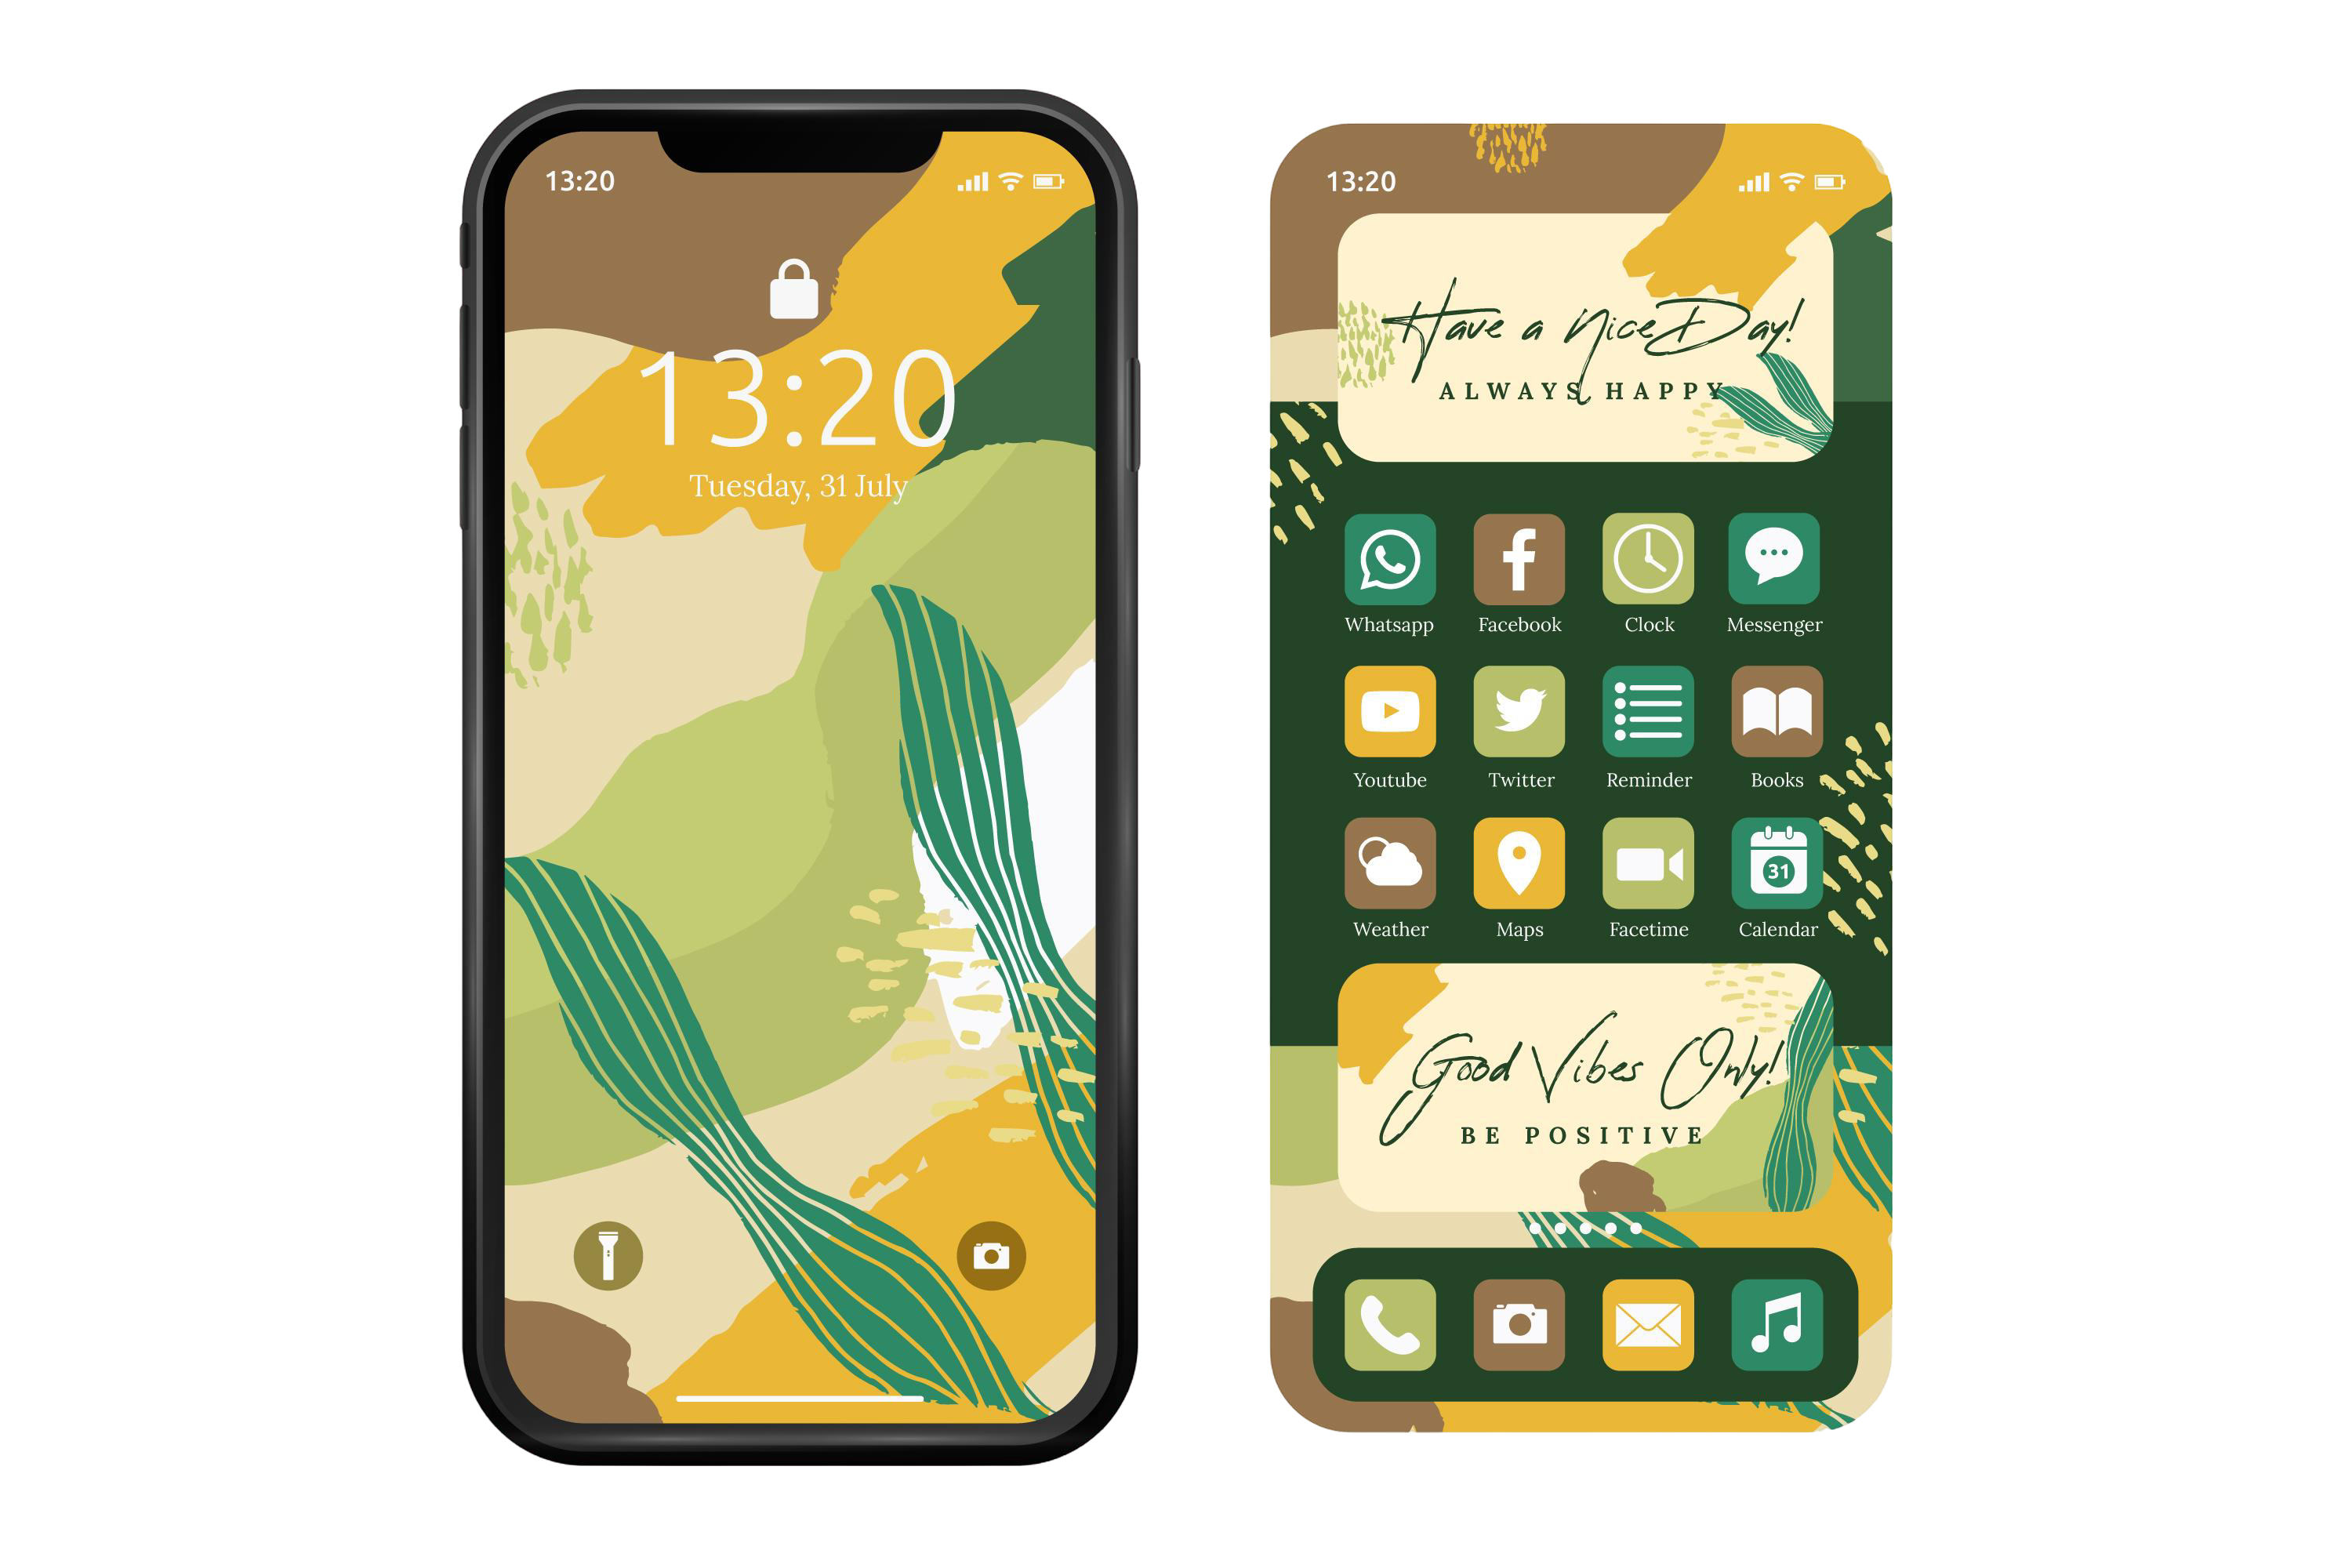 13:20
13:20
Tuesday, 31 July
13:20
Have a Nice Day!
ALWAYS HAPPY
Whatsapp Facebook Clock Messenger
Youtube Twitter Reminder Books
31
Weather Maps Facetime Calendar
Good Vibes Only!
BE POSITIVE